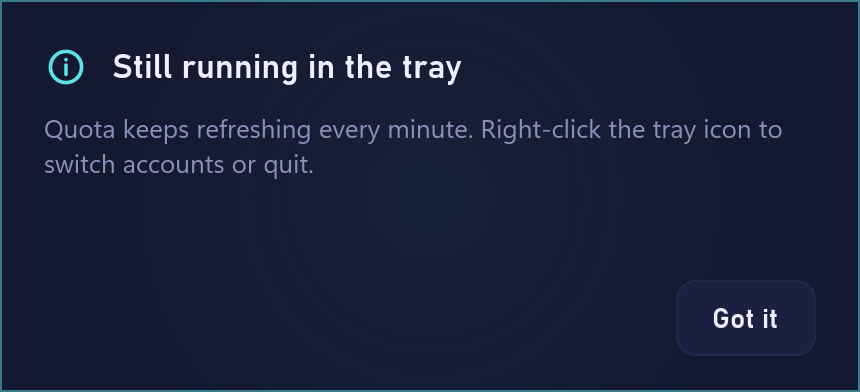 Still running in the tray
Quota keeps refreshing every minute. Right-click the tray icon to
switch accounts or quit.
Got it